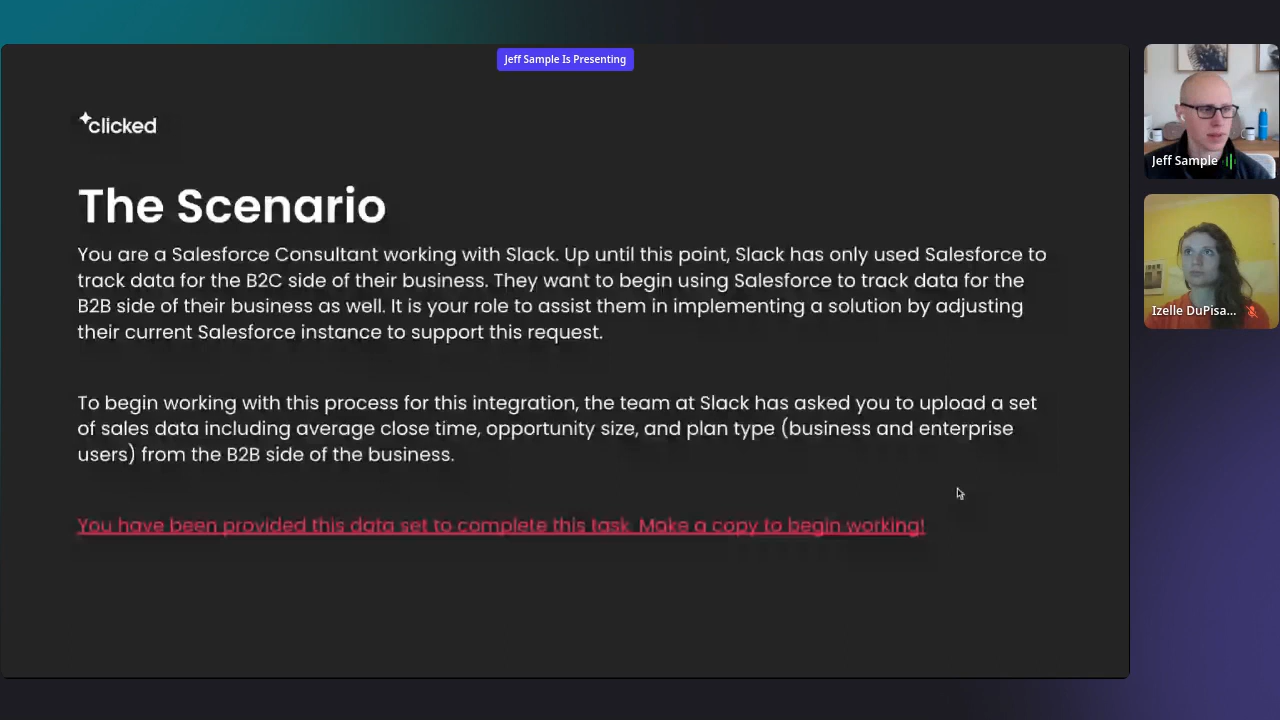 Jeff Sample Is Presenting
clicked
The Scenario
You are a Salesforce Consultant working with Slack. Up until this point, Slack has only used Salesforce to
track data for the B2C side of their business. They want to begin using Salesforce to track data for the
B2B side of their business as well. It is your role to assist them in implementing a solution by adjusting
their current Salesforce instance to support this request.
To begin working with this process for this integration, the team at Slack has asked you to upload a set
of sales data including average close time, opportunity size, and plan type (business and enterprise
users) from the B2B side of the business.
You have been provided this data set to complete this task. Make a copy to begin working!
Jeff Sample
Izelle DuPisa...